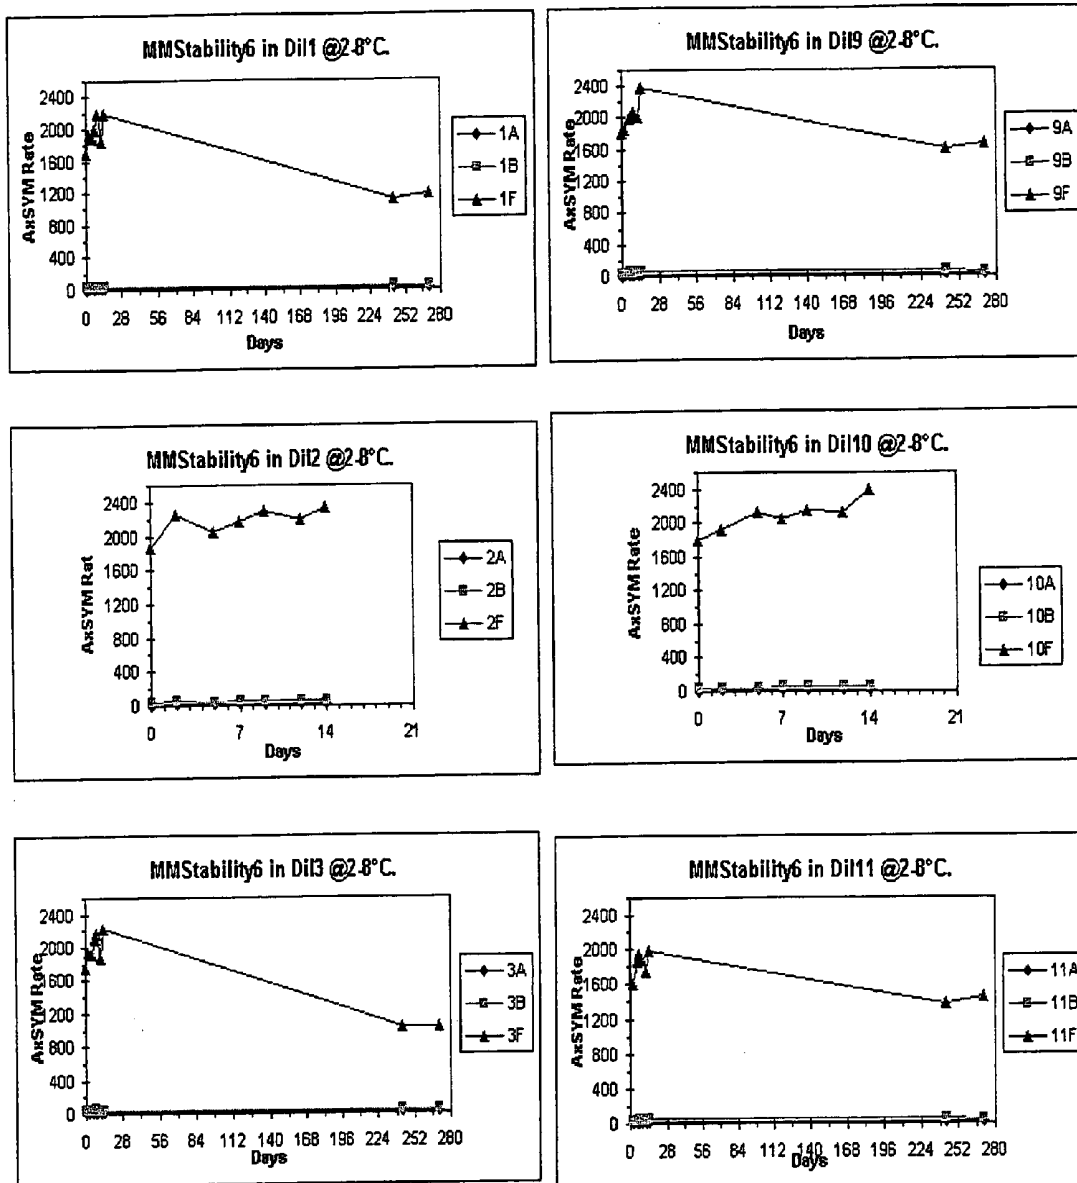 MMStability6 in Dil1 @2-8°C.
AxSYM Rate
2400
2000
1600
1200
800
400
0
0 28 56 84 112 140 168 196 224 252 280
Days
1A
1B
1F
MMStability6 in Dil9 @2-8°C.
AxSYM Rate
2400
2000
1600
1200
800
400
0
0 28 56 84 112 140 168 196 224 252 280
Days
9A
9B
9F
MMStability6 in Dil2 @2-8°C.
AxSYM Rat
2400
2000
1600
1200
800
400
0
0 7 14 21
Days
2A
2B
2F
MMStability6 in Dil10 @2-8°C.
AxSYM Rate
2400
2000
1600
1200
800
400
0
0 7 14 21
Days
10A
10B
10F
MMStability6 in Dil3 @2-8°C.
AxSYM Rate
2400
2000
1600
1200
800
400
0
0 28 56 84 112 140 168 196 224 252 280
Days
3A
3B
3F
MMStability6 in Dil11 @2-8°C.
AxSYM Rate
2400
2000
1600
1200
800
400
0
0 28 56 84 112 140 168 196 224 252 280
Days
11A
11B
11F